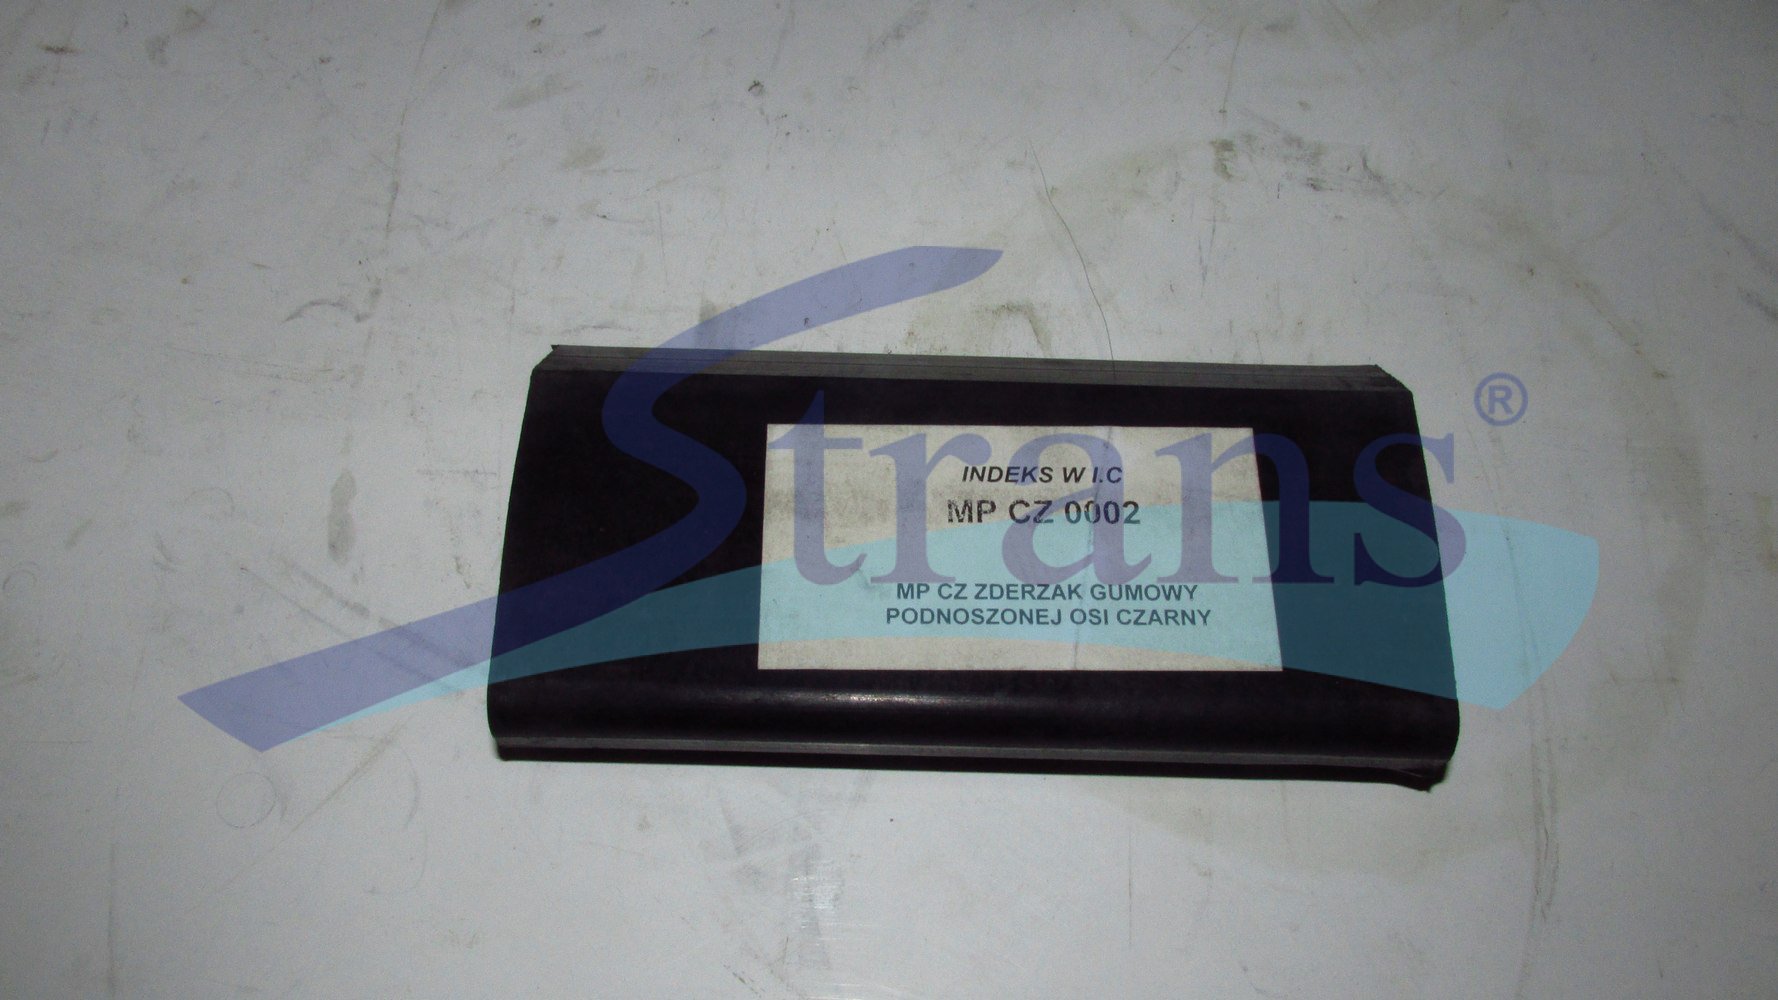 Strans®
INDEKS W I.C
MP CZ 0002
MP CZ ZDERZAK GUMOWY
PODNOSZONEJ OSI CZARNY